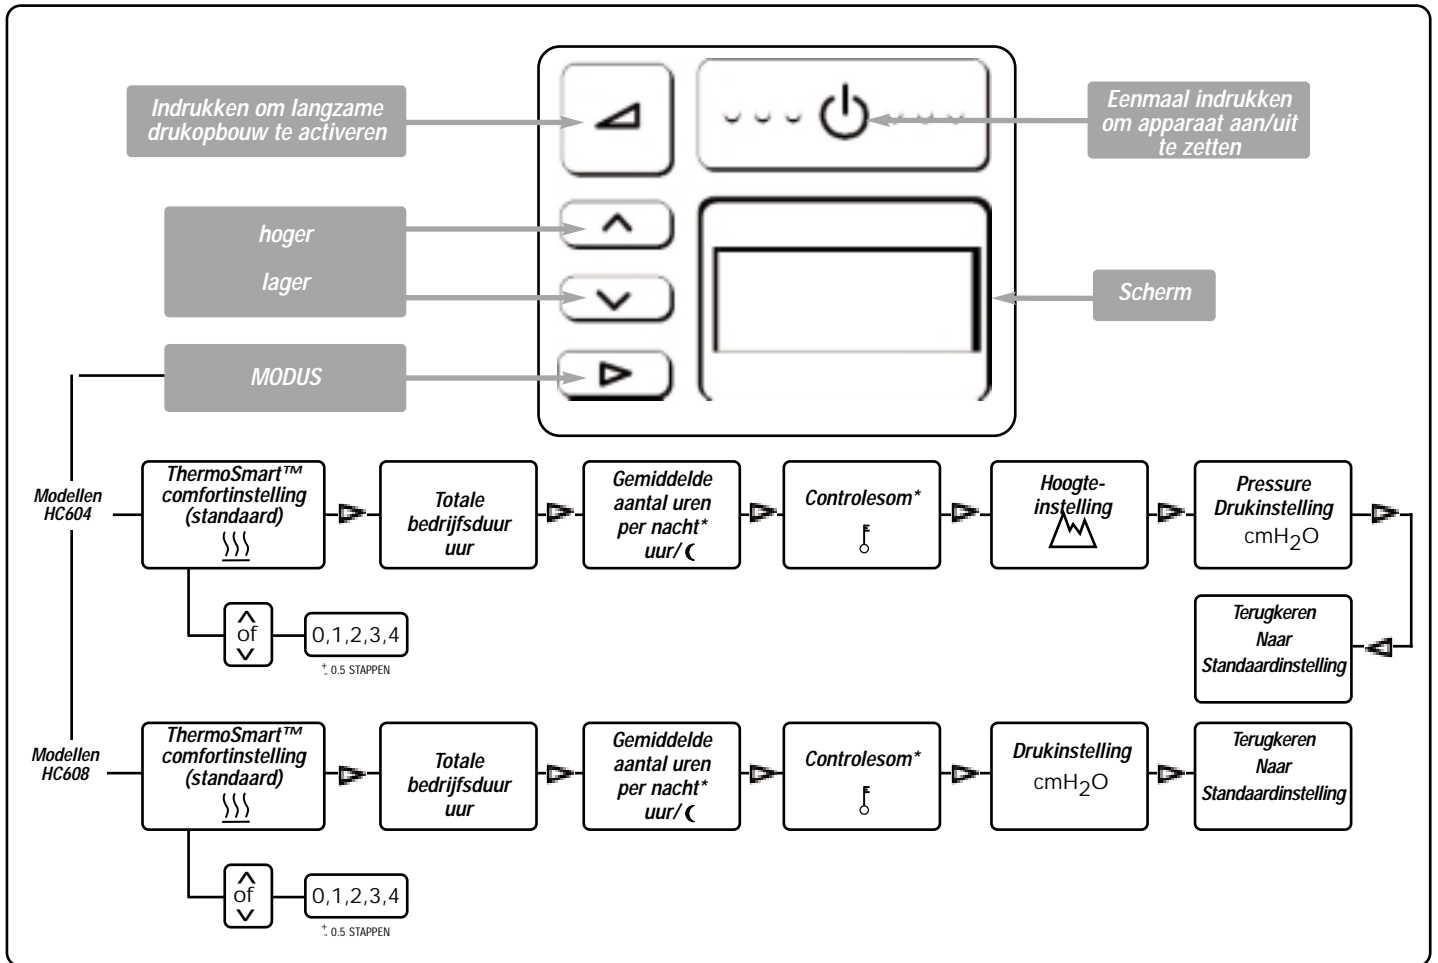 Indrukken om langzame
drukopbouw te activeren
Eenmaal indrukken
om apparaat aan/uit
te zetten
hoger
lager
Scherm
MODUS
Modellen
HC604
ThermoSmart™
comfortinstelling
(standaard)
Totale
bedrijfsduur
uur
Gemiddelde
aantal uren
per nacht*
uur/
Controlesom*
Hoogte-
instelling
Pressure
Drukinstelling
cmH2O
of
0,1,2,3,4
± 0.5 STAPPEN
Terugkeren
Naar
Standaardinstelling
Modellen
HC608
ThermoSmart™
comfortinstelling
(standaard)
Totale
bedrijfsduur
uur
Gemiddelde
aantal uren
per nacht*
uur/
Controlesom*
Drukinstelling
cmH2O
Terugkeren
Naar
Standaardinstelling
of
0,1,2,3,4
± 0.5 STAPPEN